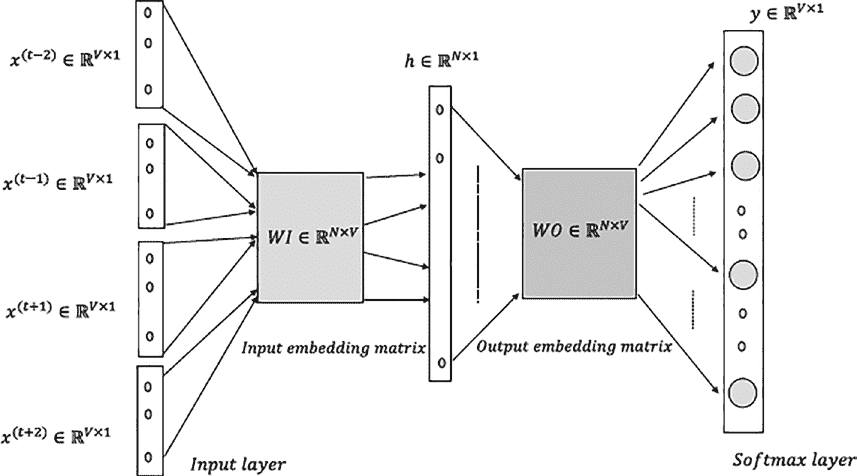 y ∈ ℝ^{V×1}
x^{(t−2)} ∈ ℝ^{V×1}
h ∈ ℝ^{N×1}
x^{(t−1)} ∈ ℝ^{V×1}
WI ∈ ℝ^{N×V}
WO ∈ ℝ^{N×V}
x^{(t+1)} ∈ ℝ^{V×1}
Input embedding matrix
Output embedding matrix
x^{(t+2)} ∈ ℝ^{V×1}
Input layer
Softmax layer